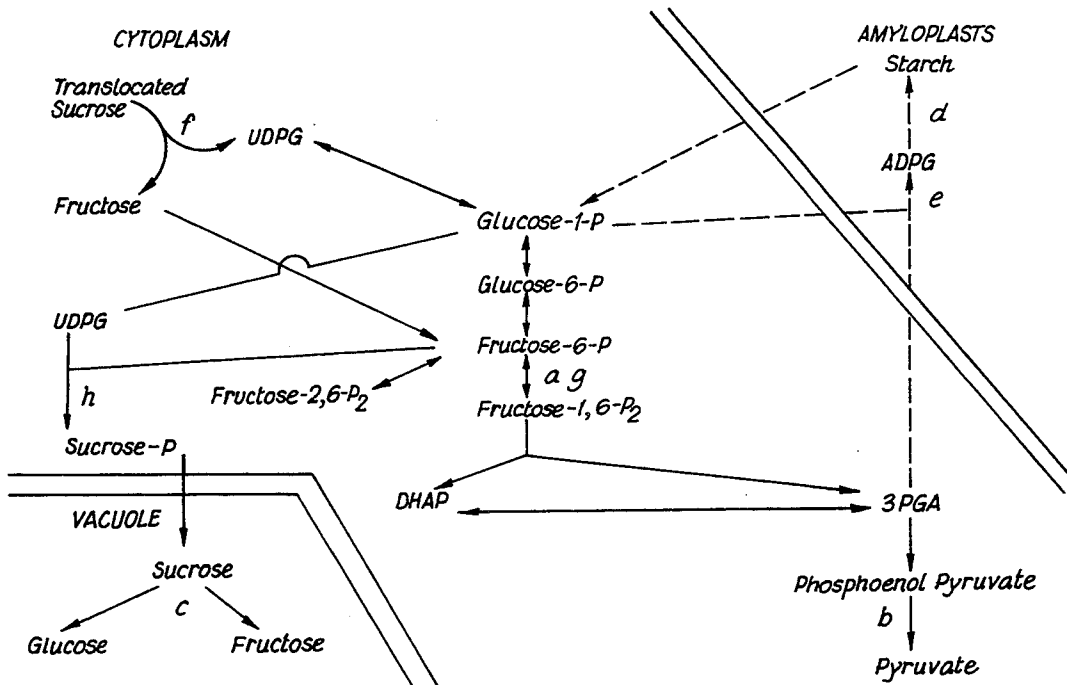 CYTOPLASM
AMYLOPLASTS
Starch
Translocated
Sucrose
f
UDPG
d
ADPG
e
Fructose
Glucose-1-P
Glucose-6-P
UDPG
Fructose-6-P
a g
h
Fructose-2,6-P₂
Fructose-1,6-P₂
Sucrose-P
DHAP
3PGA
VACUOLE
Sucrose
c
Phosphoenol Pyruvate
b
Glucose
Fructose
Pyruvate